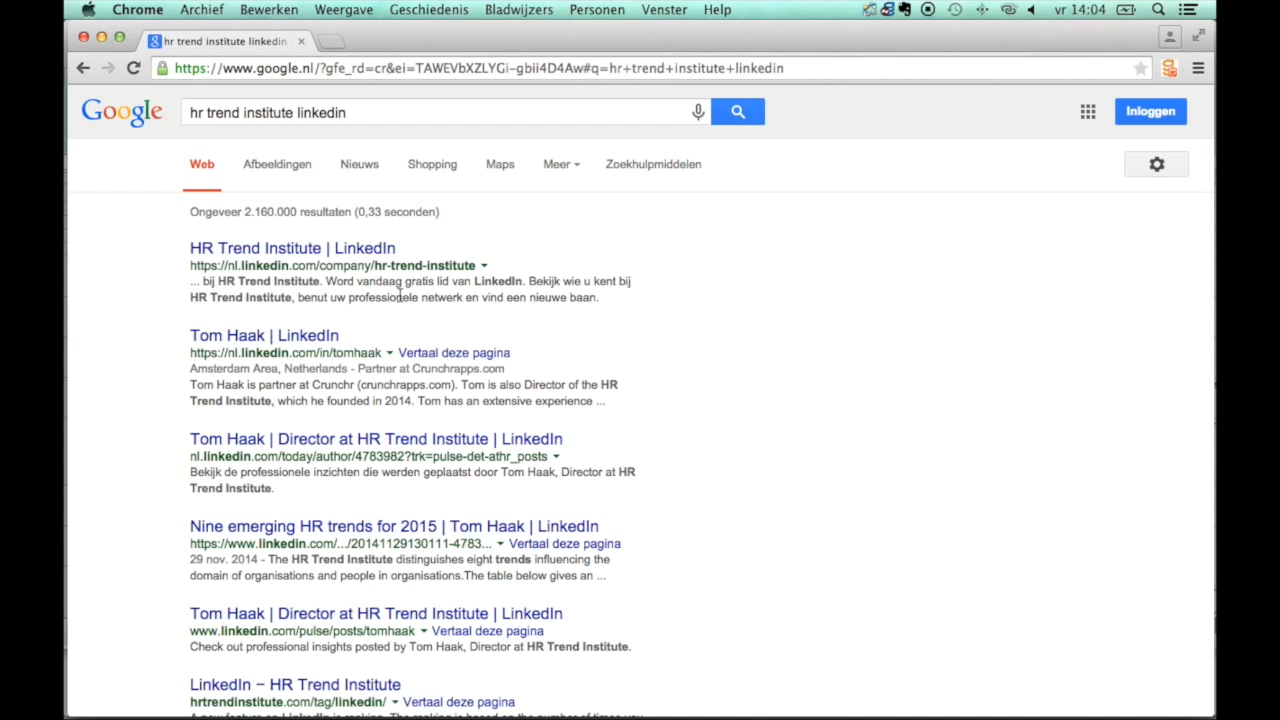 Chrome Archief Bewerken Weergave Geschiedenis Bladwijzers Personen Venster Help vr 14:04
hr trend institute linkedin
https://www.google.nl/?gfe_rd=cr&ei=TAWEVbXZLYGi-gbii4D4Aw#q=hr+trend+institute+linkedin
Google hr trend institute linkedin Inloggen
Web Afbeeldingen Nieuws Shopping Maps Meer Zoekhulpmiddelen
Ongeveer 2.160.000 resultaten (0,33 seconden)
HR Trend Institute | LinkedIn
https://nl.linkedin.com/company/hr-trend-institute
... bij HR Trend Institute. Word vandaag gratis lid van LinkedIn. Bekijk wie u kent bij
HR Trend Institute, benut uw professionele netwerk en vind een nieuwe baan.
Tom Haak | LinkedIn
https://nl.linkedin.com/in/tomhaak Vertaal deze pagina
Amsterdam Area, Netherlands - Partner at Crunchrapps.com
Tom Haak is partner at Crunchr (crunchrapps.com). Tom is also Director of the HR
Trend Institute, which he founded in 2014. Tom has an extensive experience ...
Tom Haak | Director at HR Trend Institute | LinkedIn
nl.linkedin.com/today/author/4783982?trk=pulse-det-athr_posts
Bekijk de professionele inzichten die werden geplaatst door Tom Haak, Director at HR
Trend Institute.
Nine emerging HR trends for 2015 | Tom Haak | LinkedIn
https://www.linkedin.com/.../20141129130111-4783... Vertaal deze pagina
29 nov. 2014 - The HR Trend Institute distinguishes eight trends influencing the
domain of organisations and people in organisations.The table below gives an ...
Tom Haak | Director at HR Trend Institute | LinkedIn
www.linkedin.com/pulse/posts/tomhaak Vertaal deze pagina
Check out professional insights posted by Tom Haak, Director at HR Trend Institute.
LinkedIn – HR Trend Institute
hrtrendinstitute.com/tag/linkedin/ Vertaal deze pagina